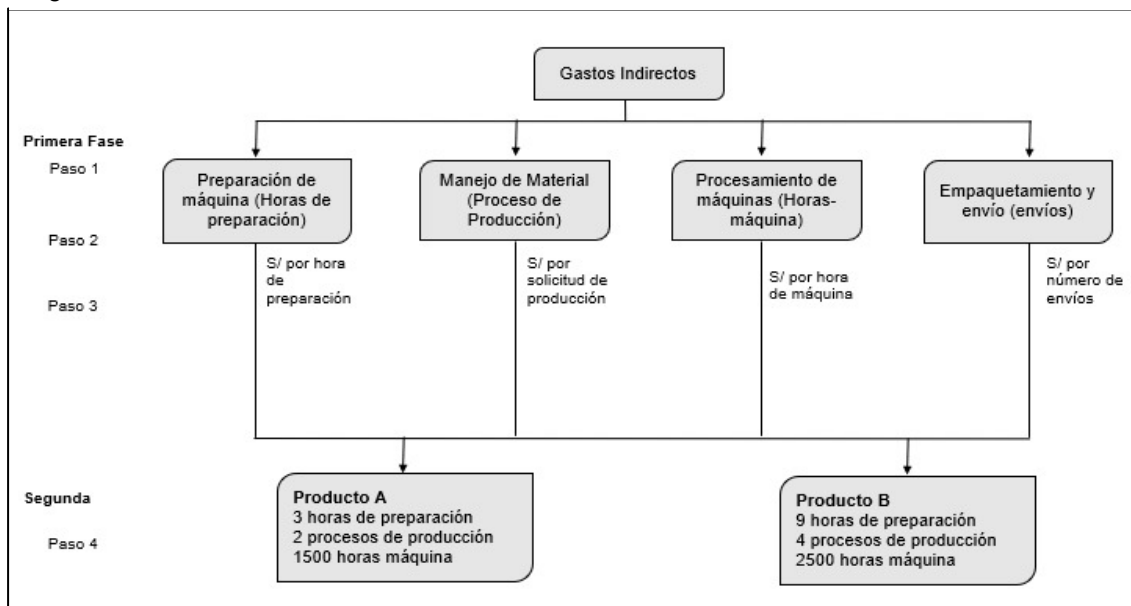 Gastos Indirectos
Primera Fase
Paso 1
Preparación de
máquina (Horas de
preparación)
Manejo de Material
(Proceso de
Producción)
Procesamiento de
máquinas (Horas-
máquina)
Empaquetamiento y
envío (envíos)
Paso 2
S/ por hora
de
preparación
S/ por
solicitud de
producción
S/ por hora
de máquina
S/ por
número de
envíos
Paso 3
Segunda
Paso 4
Producto A
3 horas de preparación
2 procesos de producción
1500 horas máquina
Producto B
9 horas de preparación
4 procesos de producción
2500 horas máquina